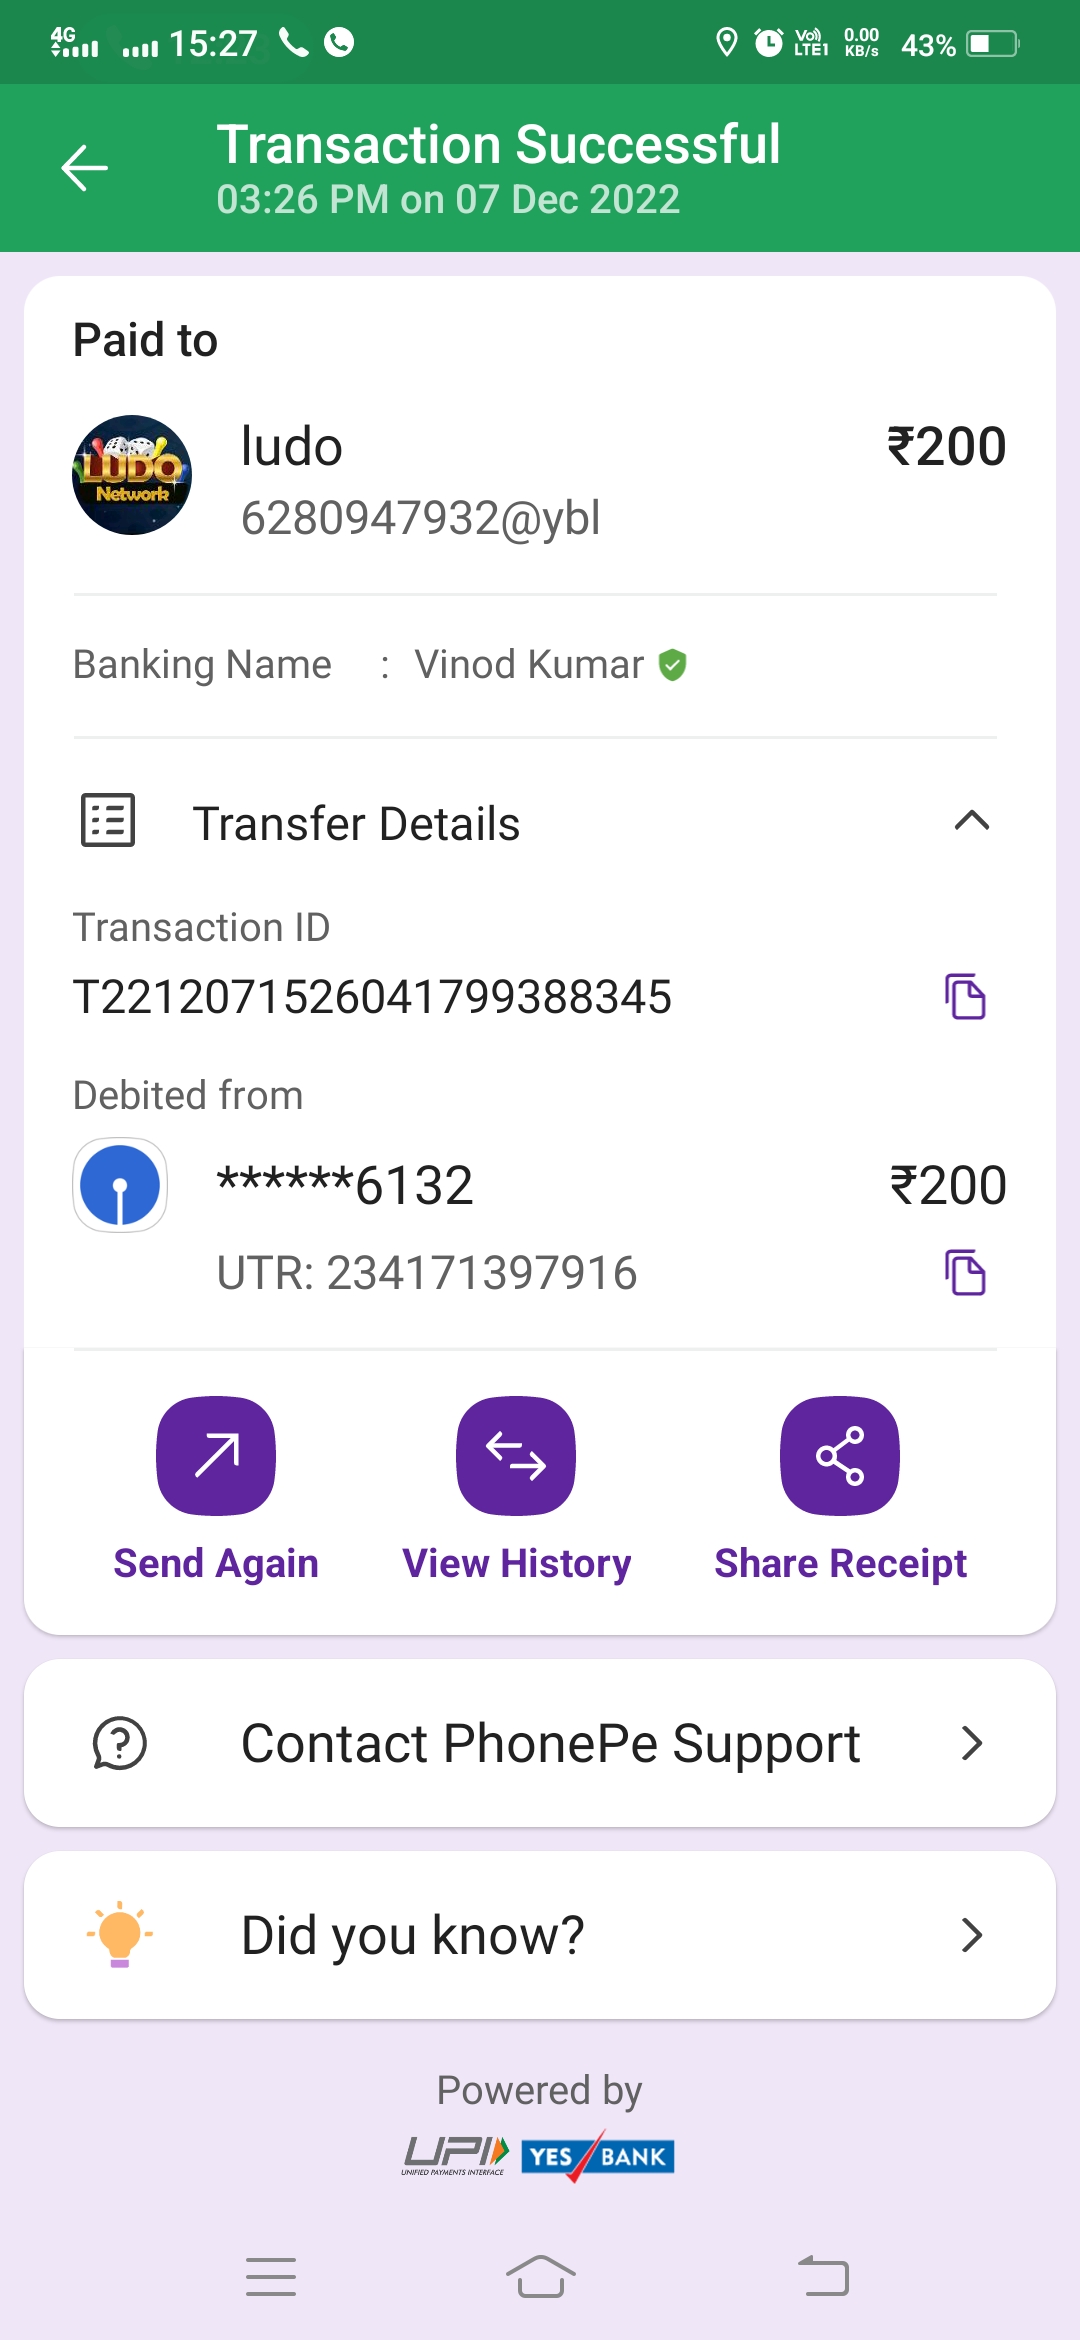 4G 15:27 Vo) LTE1 0.00 KB/s 43%
Transaction Successful
03:26 PM on 07 Dec 2022
Paid to
LUDO
Network
ludo ₹200
6280947932@ybl
Banking Name : Vinod Kumar
Transfer Details
Transaction ID
T2212071526041799388345
Debited from
******6132 ₹200
UTR: 234171397916
Send Again View History Share Receipt
Contact PhonePe Support
Did you know?
Powered by
UPI YES BANK
UNIFIED PAYMENTS INTERFACE